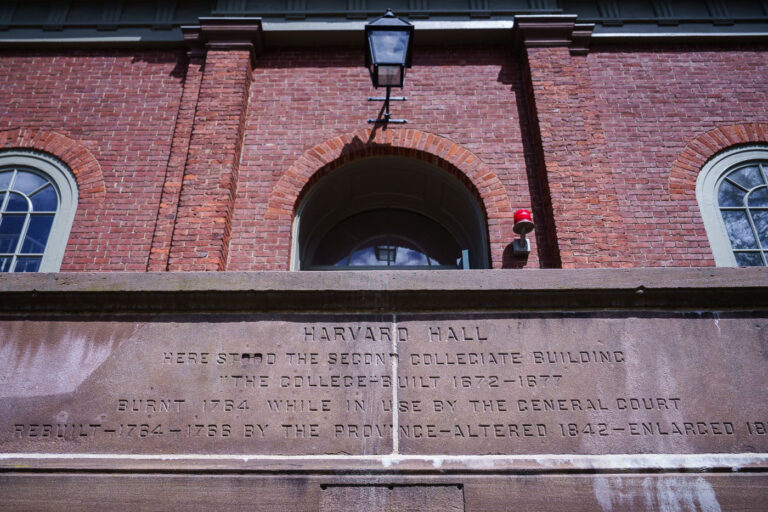 HARVARD HALL
HERE STOOD THE SECOND COLLEGIATE BUILDING
"THE COLLEGE-BUILT 1672-1677
BURNT 1764 WHILE IN USE BY THE GENERAL COURT
REBUILT-1764-1766 BY THE PROVINCE-ALTERED 1842-ENLARGED 18